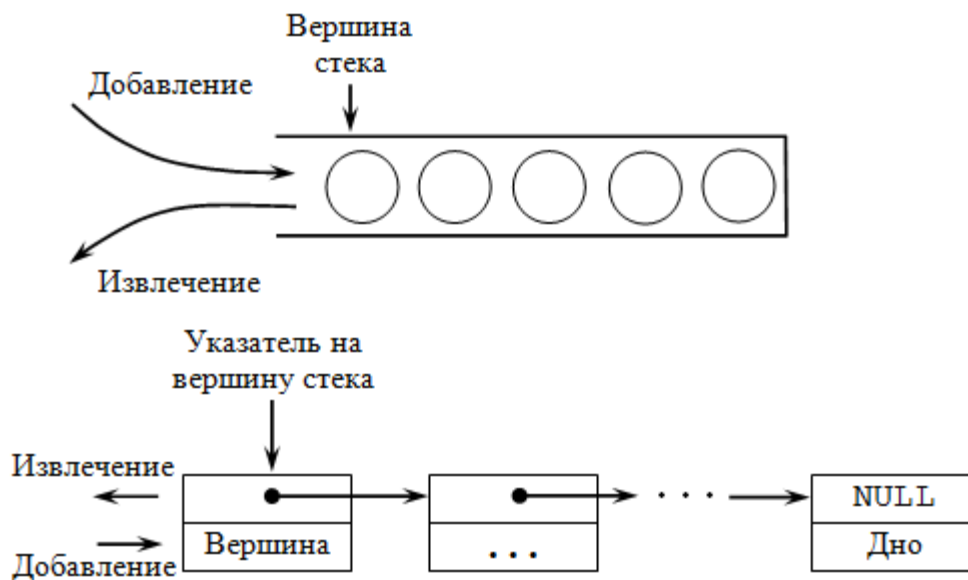 Вершина
стека
Добавление
Извлечение
Указатель на
вершину стека
Извлечение
Добавление
Вершина
...
...
NULL
Дно